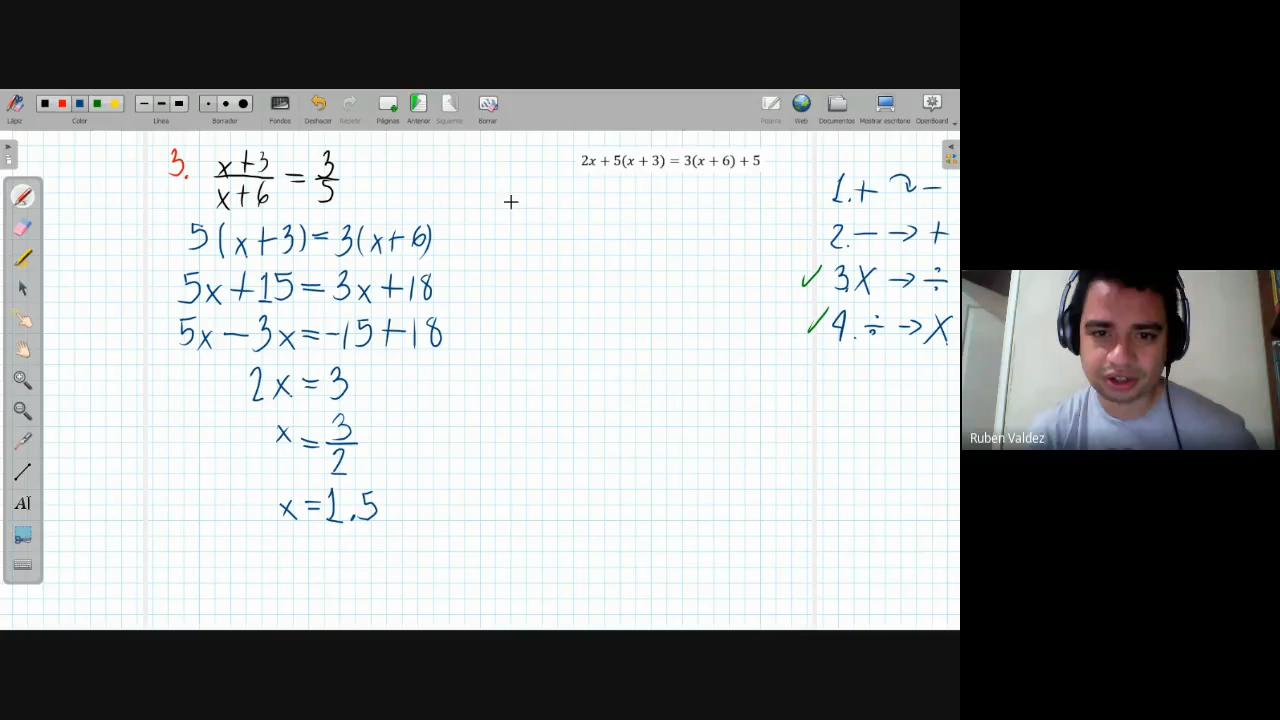 Lápiz Color Línea Borrador Fondos Deshacer Repetir Páginas Anterior Siguiente Borrar Pizarra Web Documentos Mostrar escritorio OpenBoard
3. x+3/x+6 = 3/5
5(x+3)=3(x+6)
5x+15=3x+18
5x-3x=-15+18
2x=3
x=3/2
x=1.5
2x + 5(x + 3) = 3(x + 6) + 5
1.+ ↷ -
2.- → +
✓ 3.X → ÷
✓ 4.÷ → X
AI
Ruben Valdez